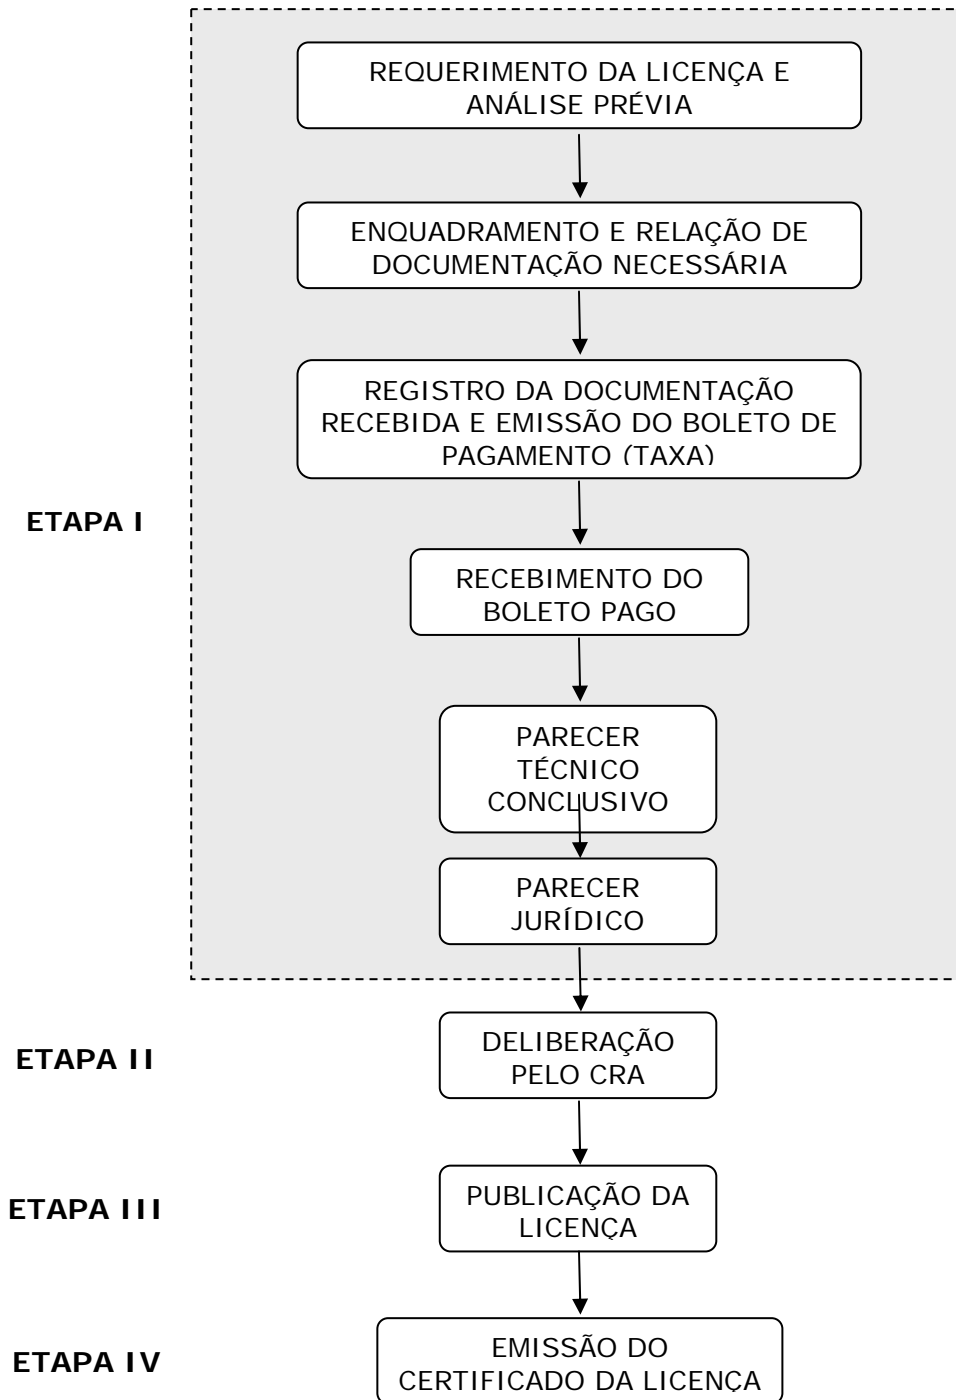 REQUERIMENTO DA LICENÇA E
ANÁLISE PRÉVIA
ENQUADRAMENTO E RELAÇÃO DE
DOCUMENTAÇÃO NECESSÁRIA
REGISTRO DA DOCUMENTAÇÃO
RECEBIDA E EMISSÃO DO BOLETO DE
PAGAMENTO (TAXA)
ETAPA I
RECEBIMENTO DO
BOLETO PAGO
PARECER
TÉCNICO
CONCLUSIVO
PARECER
JURÍDICO
ETAPA II
DELIBERAÇÃO
PELO CRA
ETAPA III
PUBLICAÇÃO DA
LICENÇA
ETAPA IV
EMISSÃO DO
CERTIFICADO DA LICENÇA